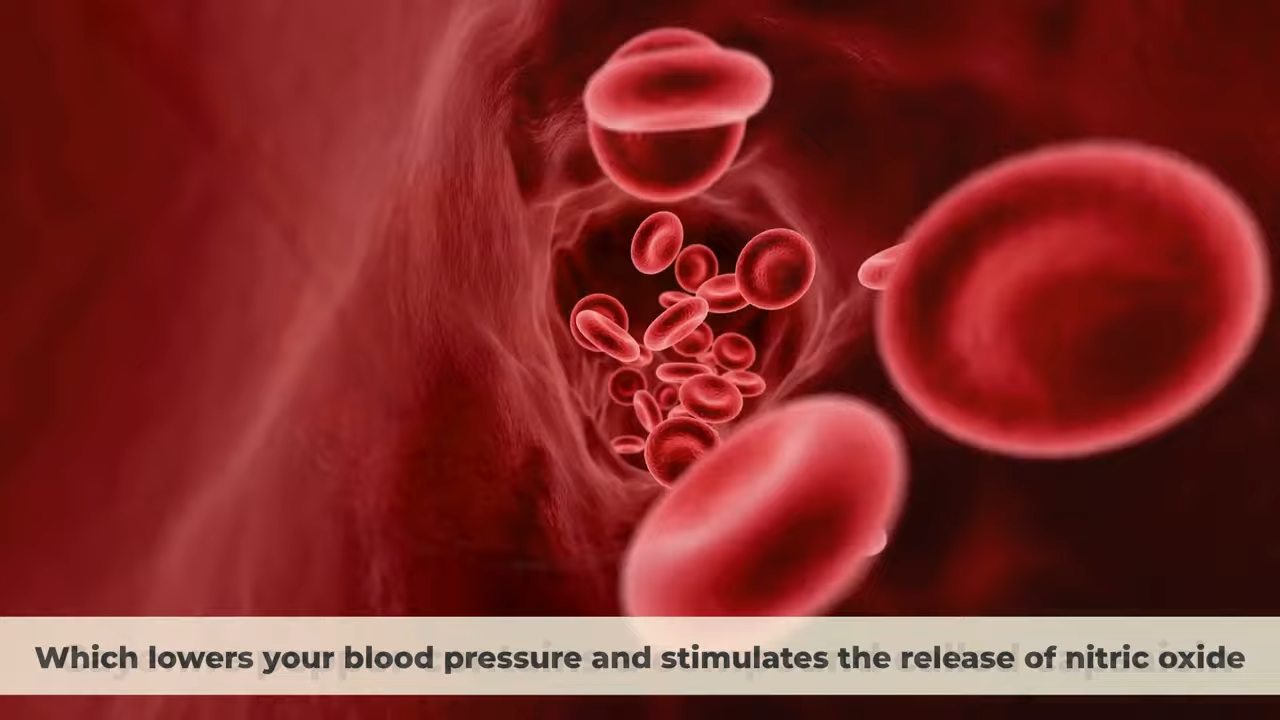 Which lowers your blood pressure and stimulates the release of nitric oxide